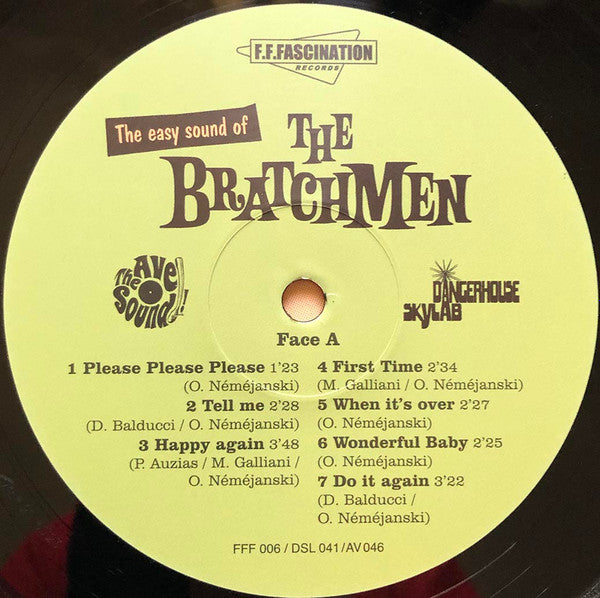 F.F.FASCINATION
RECORDS
The easy sound of
THE
BRATCHMEN
The Ave Sound!
DANGERHOUSE
SKYLAB
Face A
1 Please Please Please 1'23
(O. Néméjanski)
2 Tell me 2'28
(D. Balducci / O. Néméjanski)
3 Happy again 3'48
(P. Auzias / M. Galliani /
O. Néméjanski)
4 First Time 2'34
(M. Galliani / O. Néméjanski)
5 When it's over 2'27
(O. Néméjanski)
6 Wonderful Baby 2'25
(O. Néméjanski)
7 Do it again 3'22
(D. Balducci /
O. Néméjanski)
FFF 006 / DSL 041 / AV 046